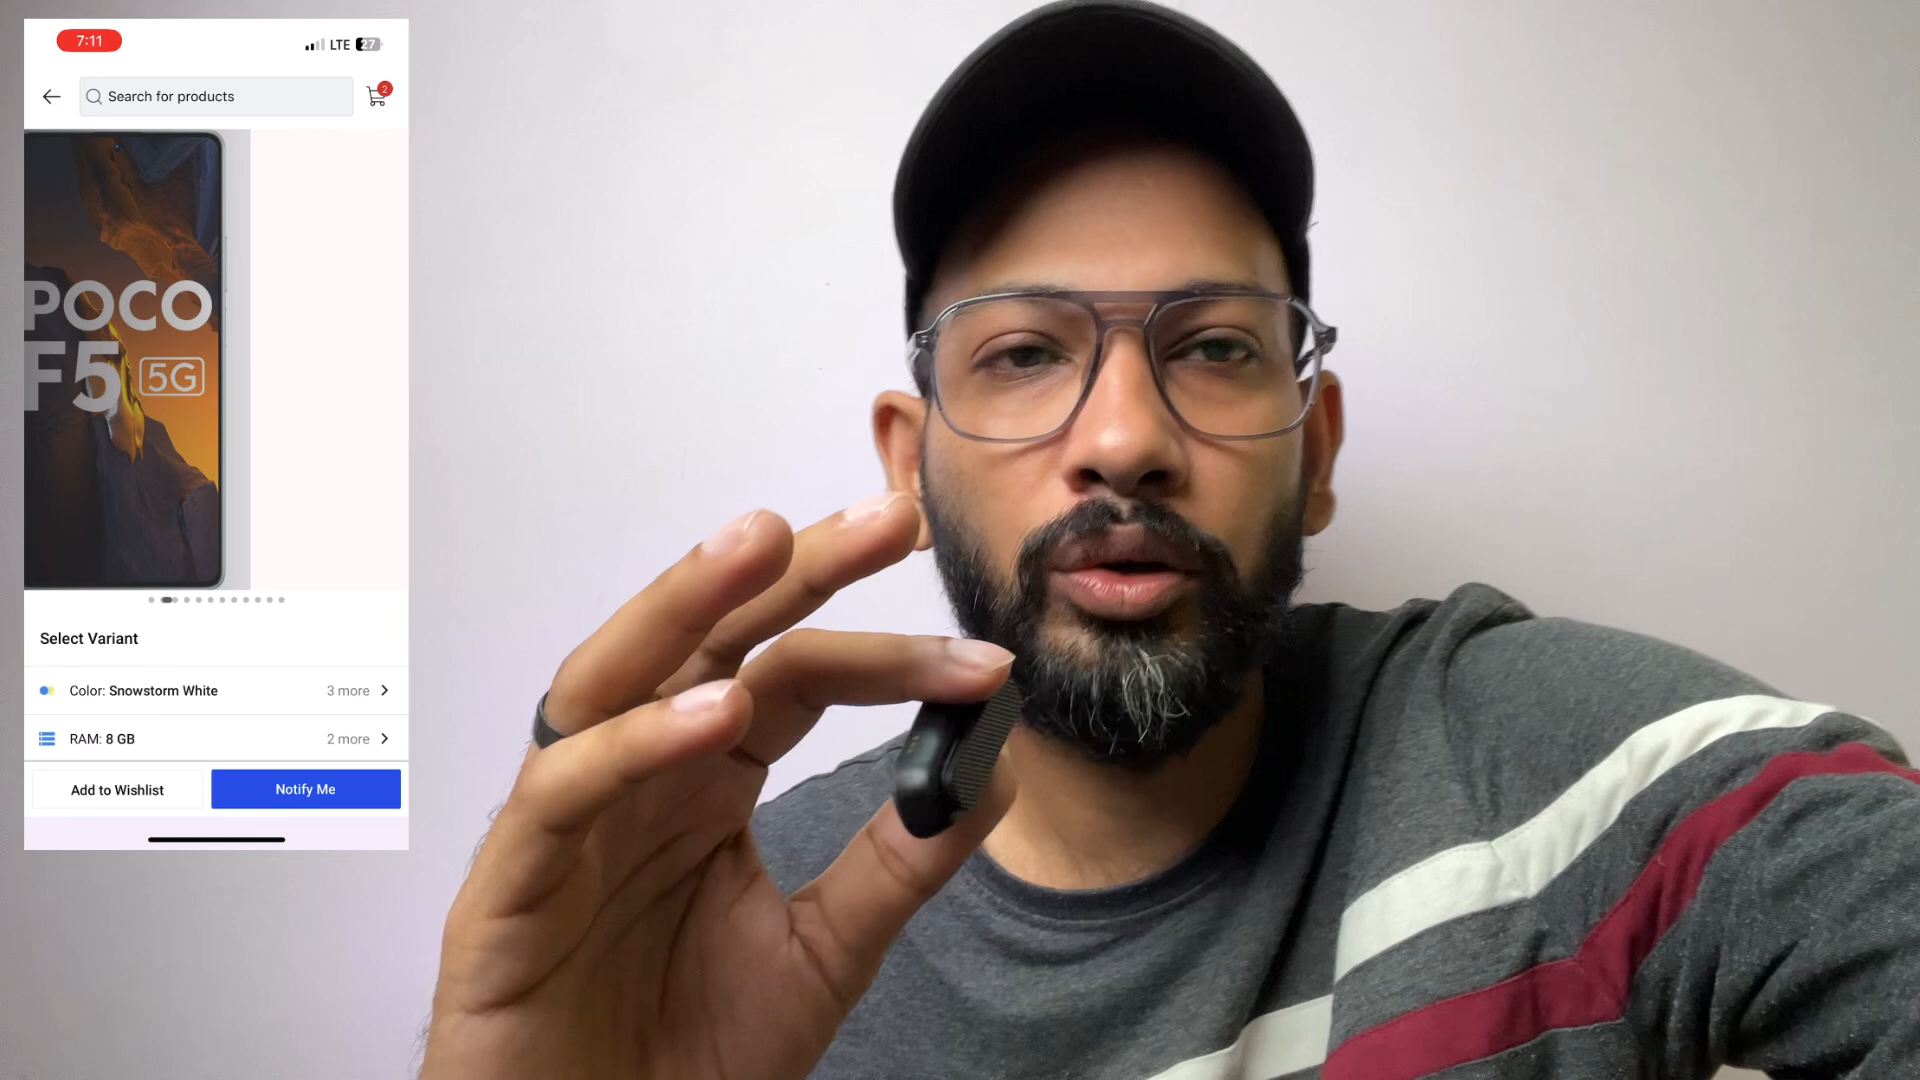 7:11 LTE 27
Search for products 2
POCO
F5 5G
Select Variant
Color: Snowstorm White 3 more
RAM: 8 GB 2 more
Add to Wishlist Notify Me